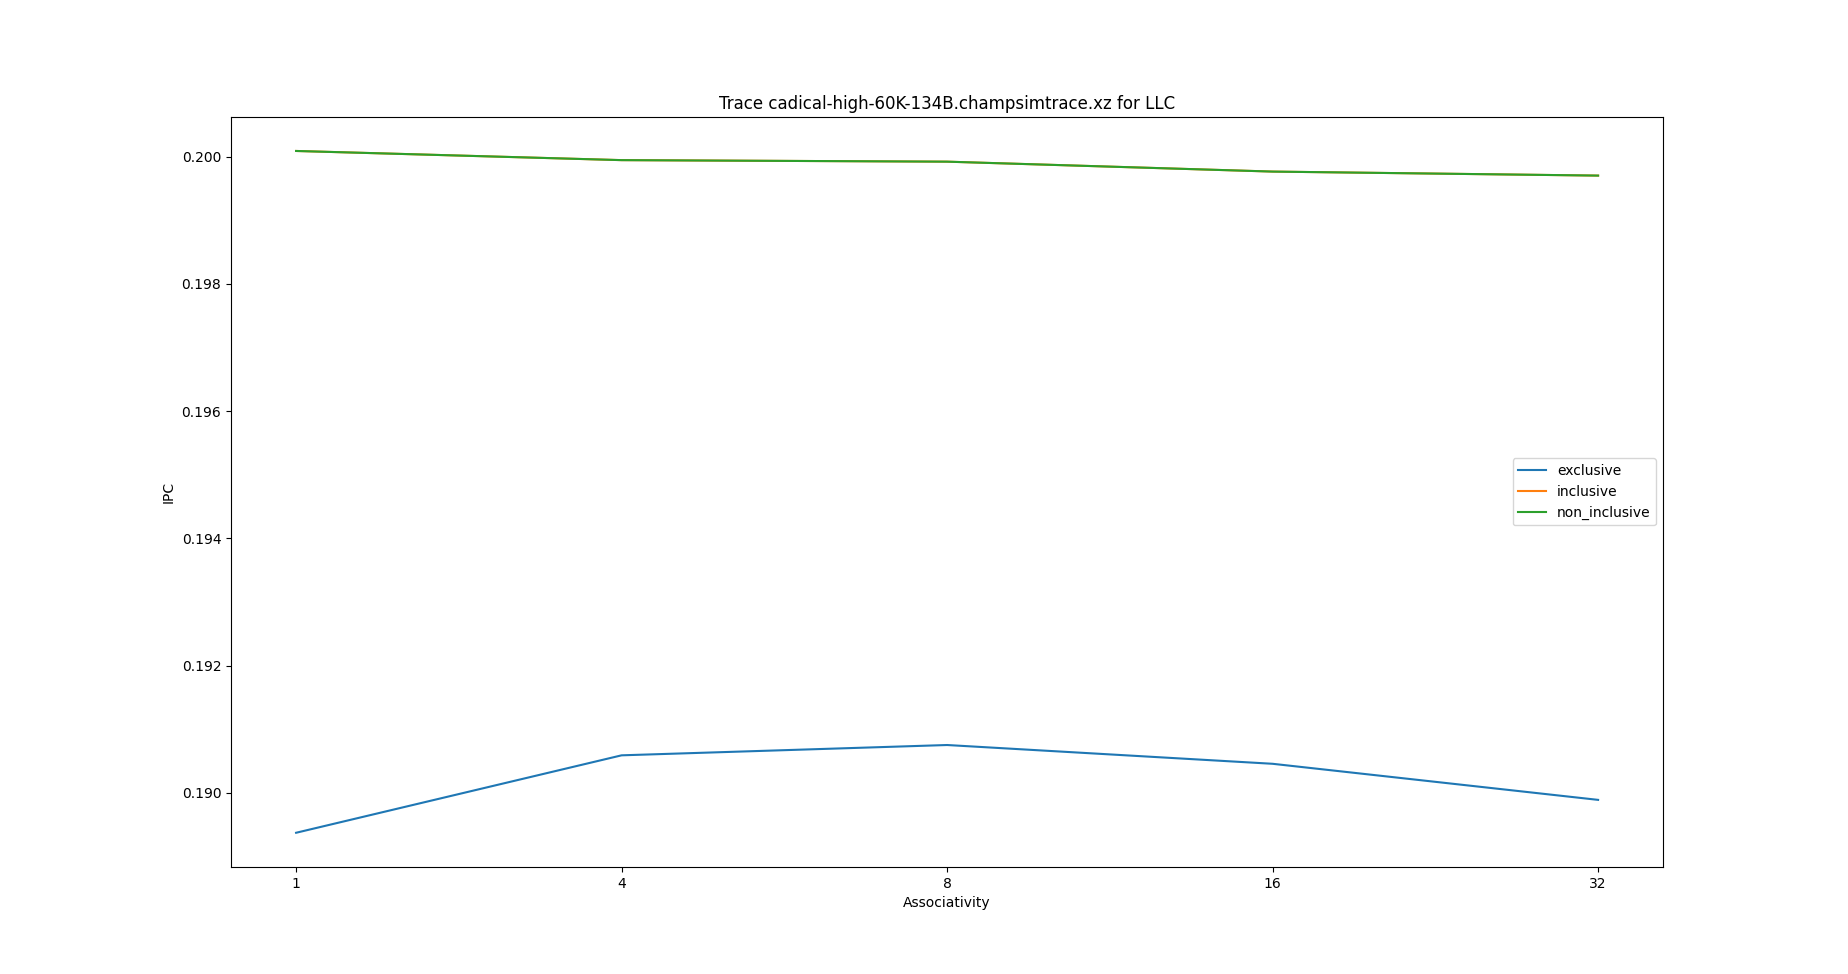 Trace cadical-high-60K-134B.champsimtrace.xz for LLC
0.200
0.198
0.196
0.194
0.192
0.190
IPC
exclusive
inclusive
non_inclusive
1 4 8 16 32
Associativity